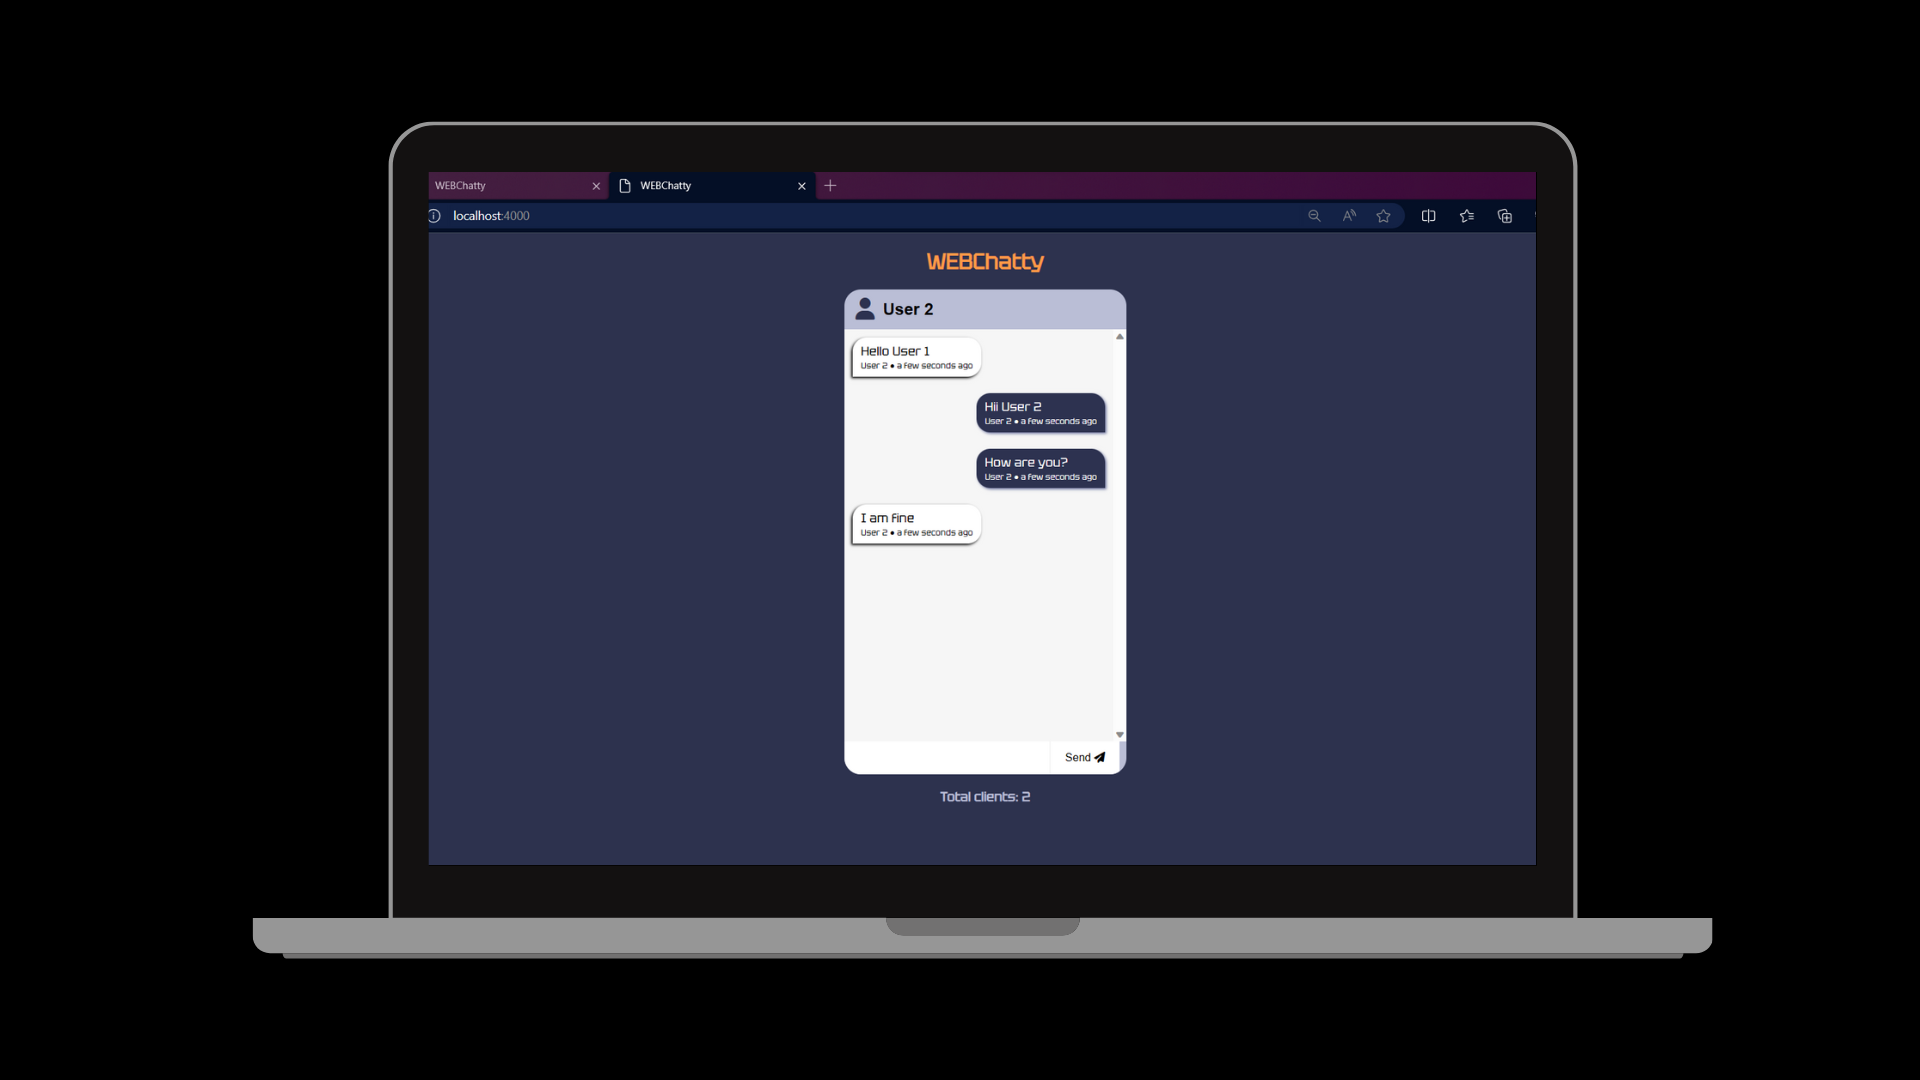 WEBChatty
WEBChatty
localhost:4000
WEBChatty
User 2
Hello User 1
User 2 • a few seconds ago
Hii User 2
User 2 • a few seconds ago
How are you?
User 2 • a few seconds ago
I am fine
User 2 • a few seconds ago
Send
Total clients: 2